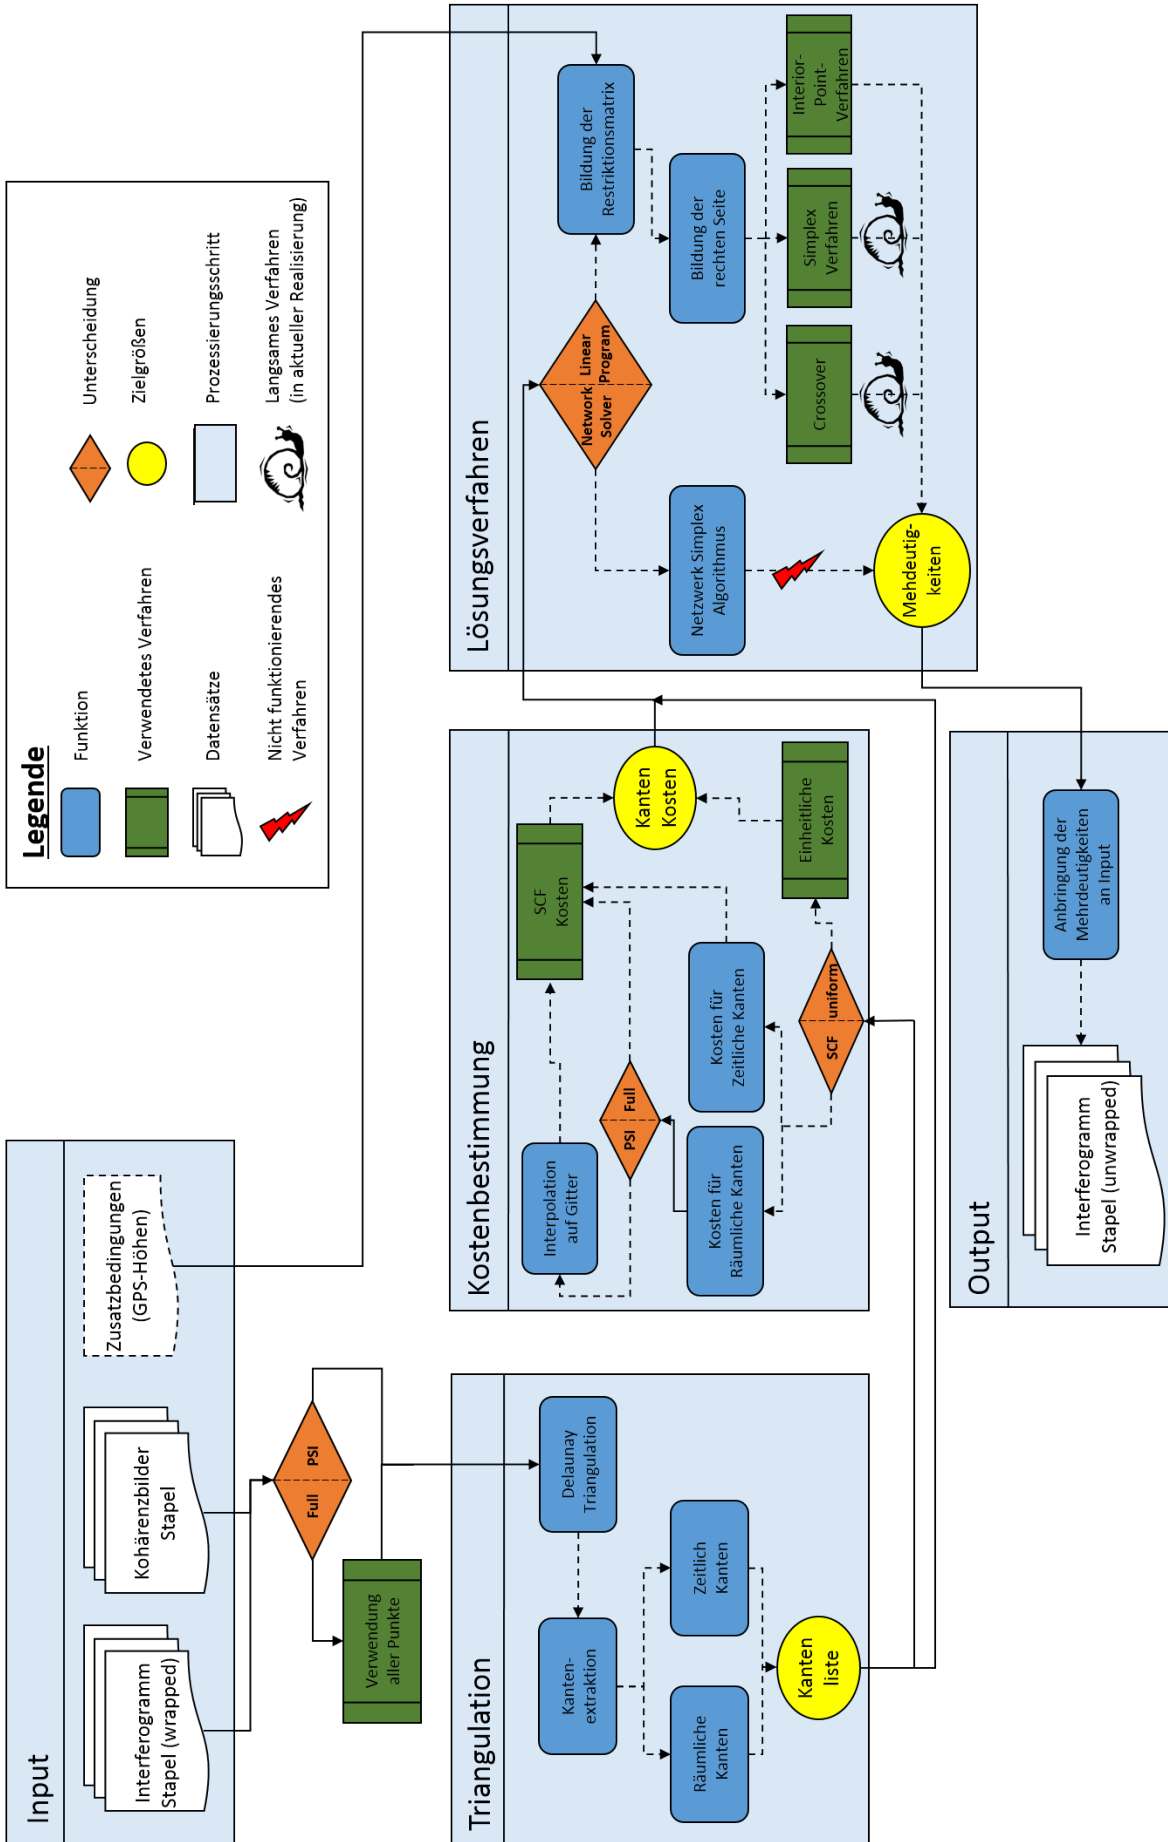 Input
Interferogramm
Stapel (wrapped)
Kohärenzbilder
Stapel
Zusatzbedingungen
(GPS-Höhen)
Full
PSI
Verwendung
aller Punkte
Legende
Funktion
Verwendetes Verfahren
Datensätze
Nicht funktionierendes
Verfahren
Unterscheidung
Zielgrößen
Prozessierungsschritt
Langsames Verfahren
(in aktueller Realisierung)
Triangulation
Delaunay
Triangulation
Kanten-
extraktion
Räumliche
Kanten
Zeitlich
Kanten
Kanten
liste
Kostenbestimmung
Interpolation
auf Gitter
SCF
Kosten
PSI
Full
Kosten für
Räumliche Kanten
Kosten für
Zeitliche Kanten
SCF
uniform
Einheitliche
Kosten
Kanten
Kosten
Lösungsverfahren
Network
Solver
Linear
Program
Bildung der
Restriktionsmatrix
Netzwerk Simplex
Algorithmus
Bildung der
rechten Seite
Crossover
Simplex
Verfahren
Interior-
Point-
Verfahren
Mehdeutig-
keiten
Output
Interferogramm
Stapel (unwrapped)
Anbringung der
Mehrdeutigkeiten
an Input